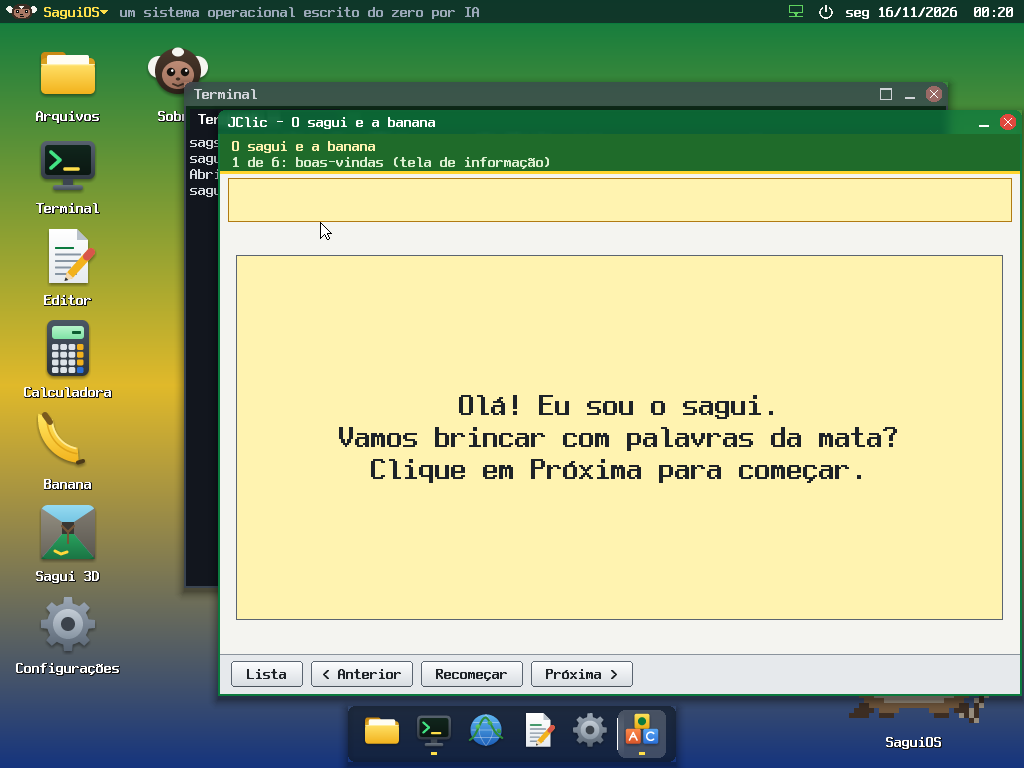 SaguiOS
um sistema operacional escrito do zero por IA
seg 16/11/2026 00:20
Arquivos
Terminal
Editor
Calculadora
Banana
Sagui 3D
Configurações
Terminal
JClic - O sagui e a banana
O sagui e a banana
1 de 6: boas-vindas (tela de informação)
Olá! Eu sou o sagui.
Vamos brincar com palavras da mata?
Clique em Próxima para começar.
Lista
< Anterior
Recomeçar
Próxima >
A C
SaguiOS